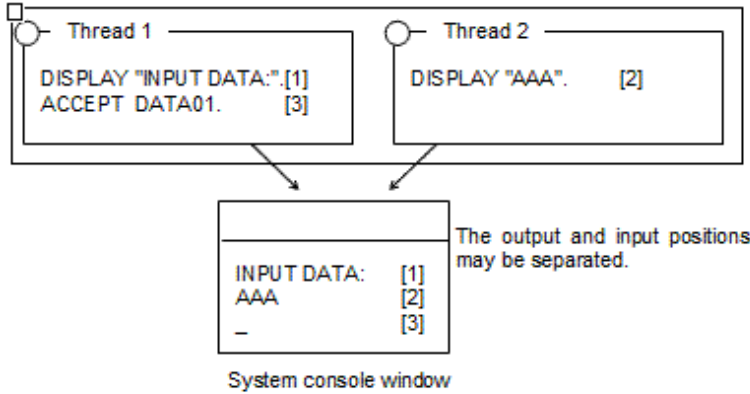 Thread 1
Thread 2
DISPLAY "INPUT DATA:".[1]
ACCEPT DATA01. [3]
DISPLAY "AAA". [2]
The output and input positions
may be separated.
INPUT DATA: [1]
AAA [2]
_ [3]
System console window